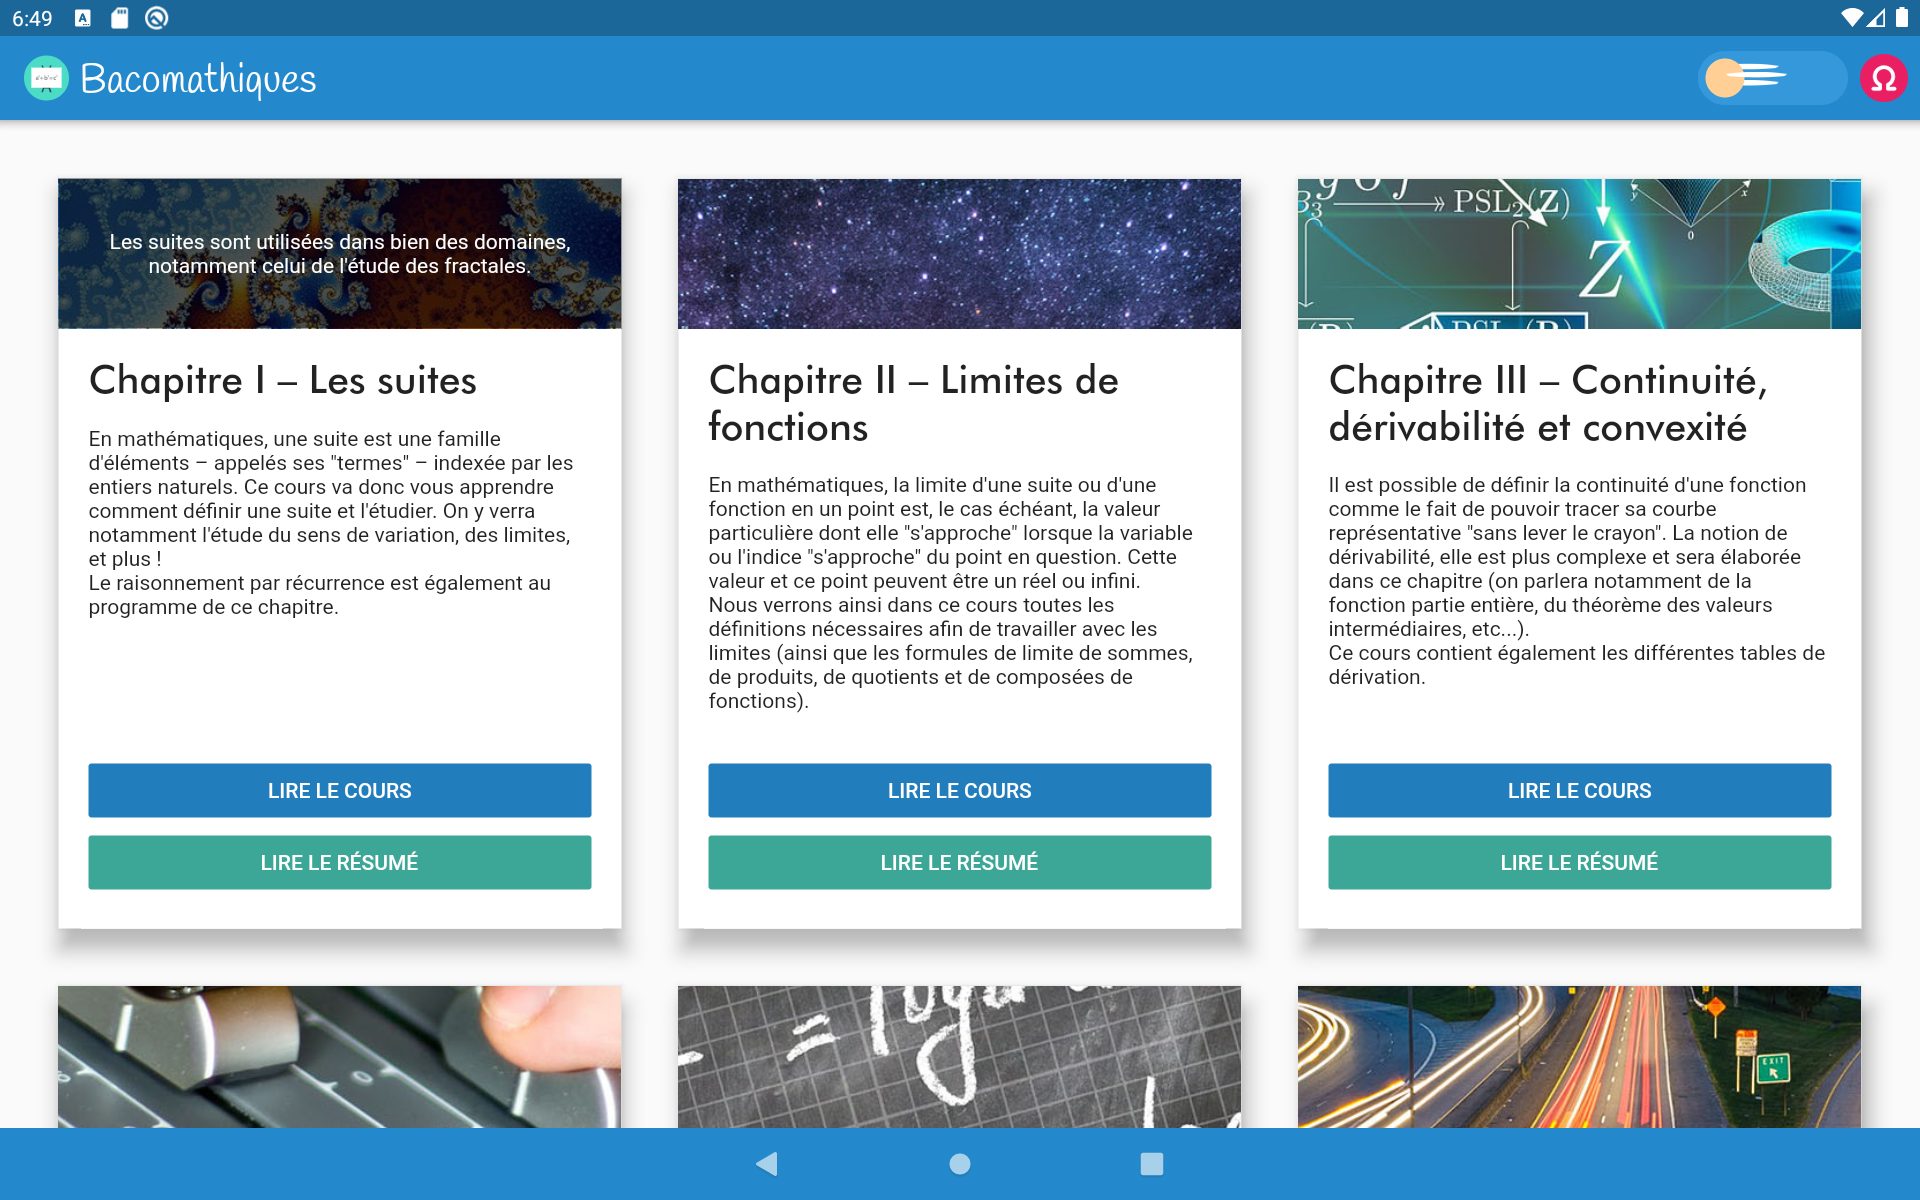 6:49
Bacomathiques
Ω
Les suites sont utilisées dans bien des domaines,
notamment celui de l'étude des fractales.
PSL₂(Z)
Z
0
Chapitre I – Les suites
En mathématiques, une suite est une famille
d'éléments – appelés ses "termes" – indexée par les
entiers naturels. Ce cours va donc vous apprendre
comment définir une suite et l'étudier. On y verra
notamment l'étude du sens de variation, des limites,
et plus !
Le raisonnement par récurrence est également au
programme de ce chapitre.
LIRE LE COURS
LIRE LE RÉSUMÉ
Chapitre II – Limites de
fonctions
En mathématiques, la limite d'une suite ou d'une
fonction en un point est, le cas échéant, la valeur
particulière dont elle "s'approche" lorsque la variable
ou l'indice "s'approche" du point en question. Cette
valeur et ce point peuvent être un réel ou infini.
Nous verrons ainsi dans ce cours toutes les
définitions nécessaires afin de travailler avec les
limites (ainsi que les formules de limite de sommes,
de produits, de quotients et de composées de
fonctions).
LIRE LE COURS
LIRE LE RÉSUMÉ
Chapitre III – Continuité,
dérivabilité et convexité
Il est possible de définir la continuité d'une fonction
comme le fait de pouvoir tracer sa courbe
représentative "sans lever le crayon". La notion de
dérivabilité, elle est plus complexe et sera élaborée
dans ce chapitre (on parlera notamment de la
fonction partie entière, du théorème des valeurs
intermédiaires, etc...).
Ce cours contient également les différentes tables de
dérivation.
LIRE LE COURS
LIRE LE RÉSUMÉ
EXIT